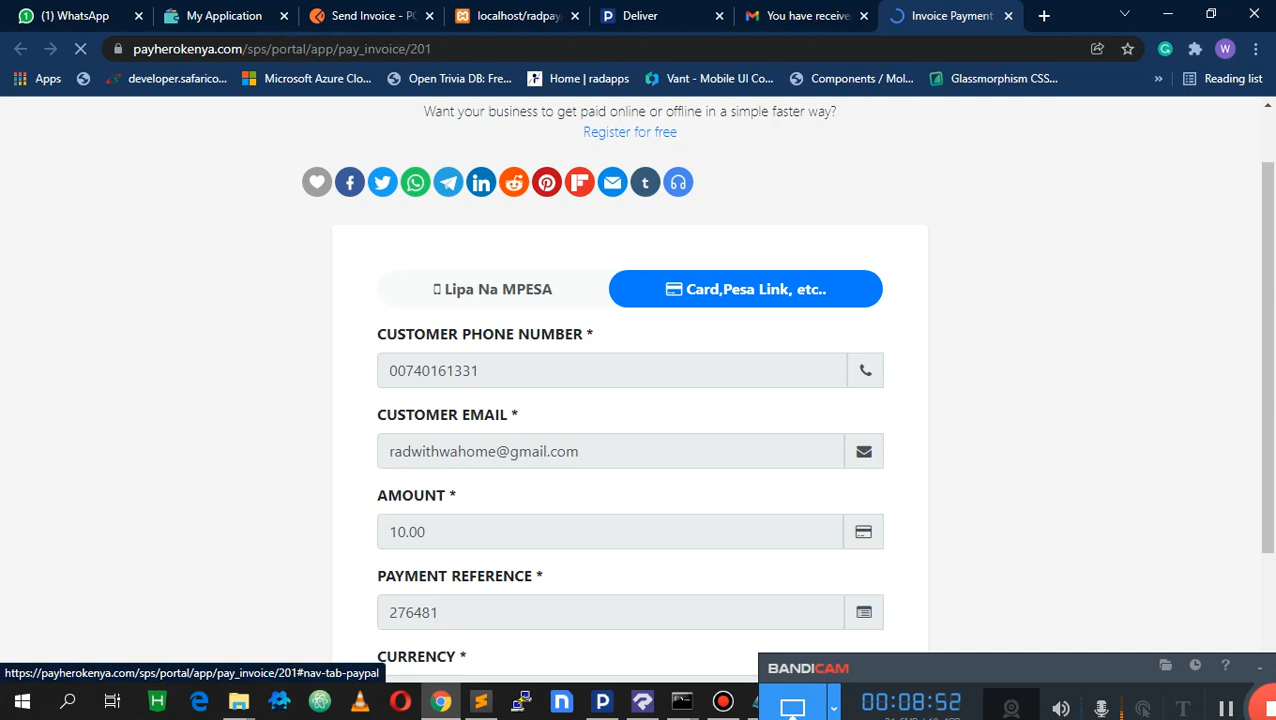 (1) WhatsApp
My Application
Send Invoice - PO
localhost/radpay
Deliver
You have receive
Invoice Payment
payherokenya.com/sps/portal/app/pay_invoice/201
W
Apps
developer.safarico...
Microsoft Azure Clo...
Open Trivia DB: Fre...
Home | radapps
Vant - Mobile UI Co...
Components / Mol...
Glassmorphism CSS...
»
Reading list
Want your business to get paid online or offline in a simple faster way?
Register for free
Lipa Na MPESA
Card,Pesa Link, etc..
CUSTOMER PHONE NUMBER *
00740161331
CUSTOMER EMAIL *
radwithwahome@gmail.com
AMOUNT *
10.00
PAYMENT REFERENCE *
276481
CURRENCY *
https://payherokenya.com/sps/portal/app/pay_invoice/201#nav-tab-paypal
BANDICAM
00:08:52